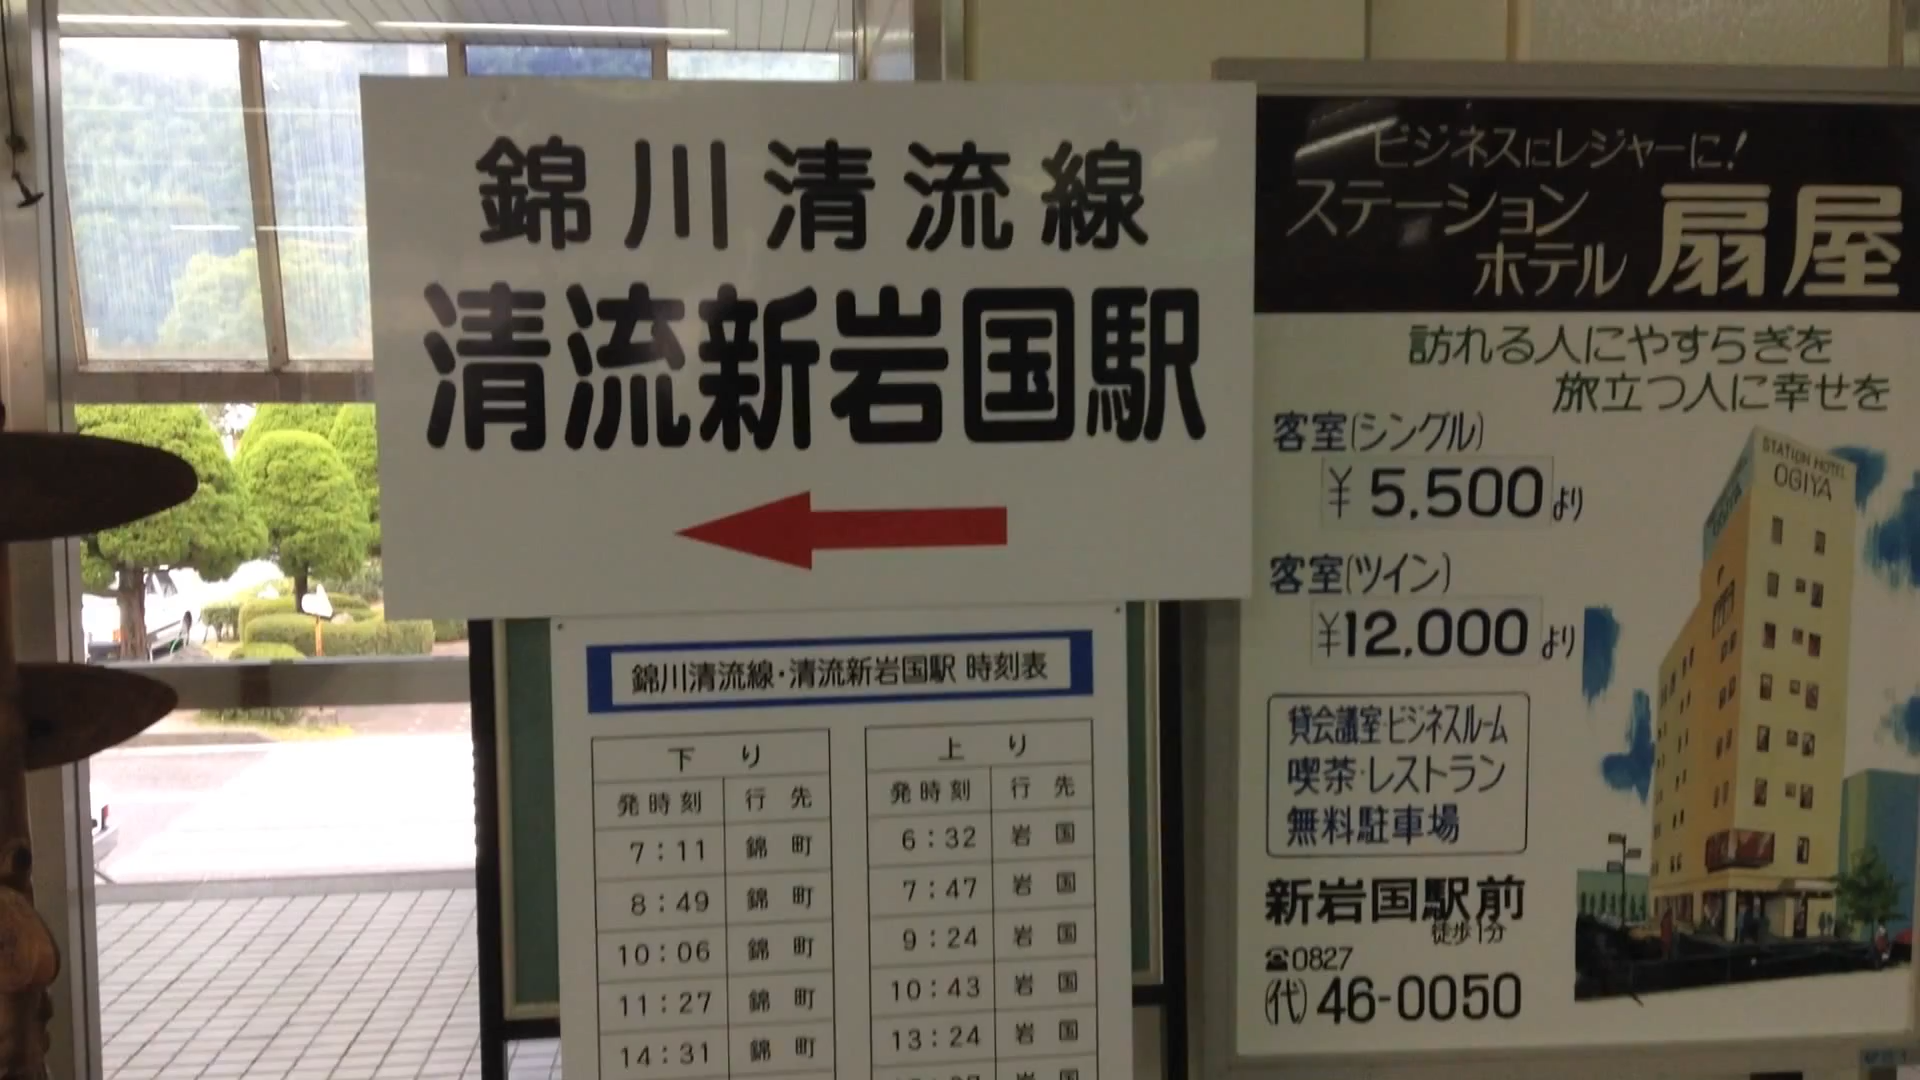 錦川清流線
清流新岩国駅
錦川清流線・清流新岩国駅 時刻表
下り
発時刻 行先
7:11 錦町
8:49 錦町
10:06 錦町
11:27 錦町
14:31 錦町
上り
発時刻 行先
6:32 岩国
7:47 岩国
9:24 岩国
10:43 岩国
13:24 岩国
ビジネスにレジャーに!
ステーション
ホテル 扇屋
訪れる人にやすらぎを
旅立つ人に幸せを
客室(シングル)
¥5,500より
客室(ツイン)
¥12,000より
貸会議室・ビジネスルーム
喫茶・レストラン
無料駐車場
新岩国駅前
徒歩1分
☎0827
(代)46-0050
STATION HOTEL
OGIYA
OGIYA